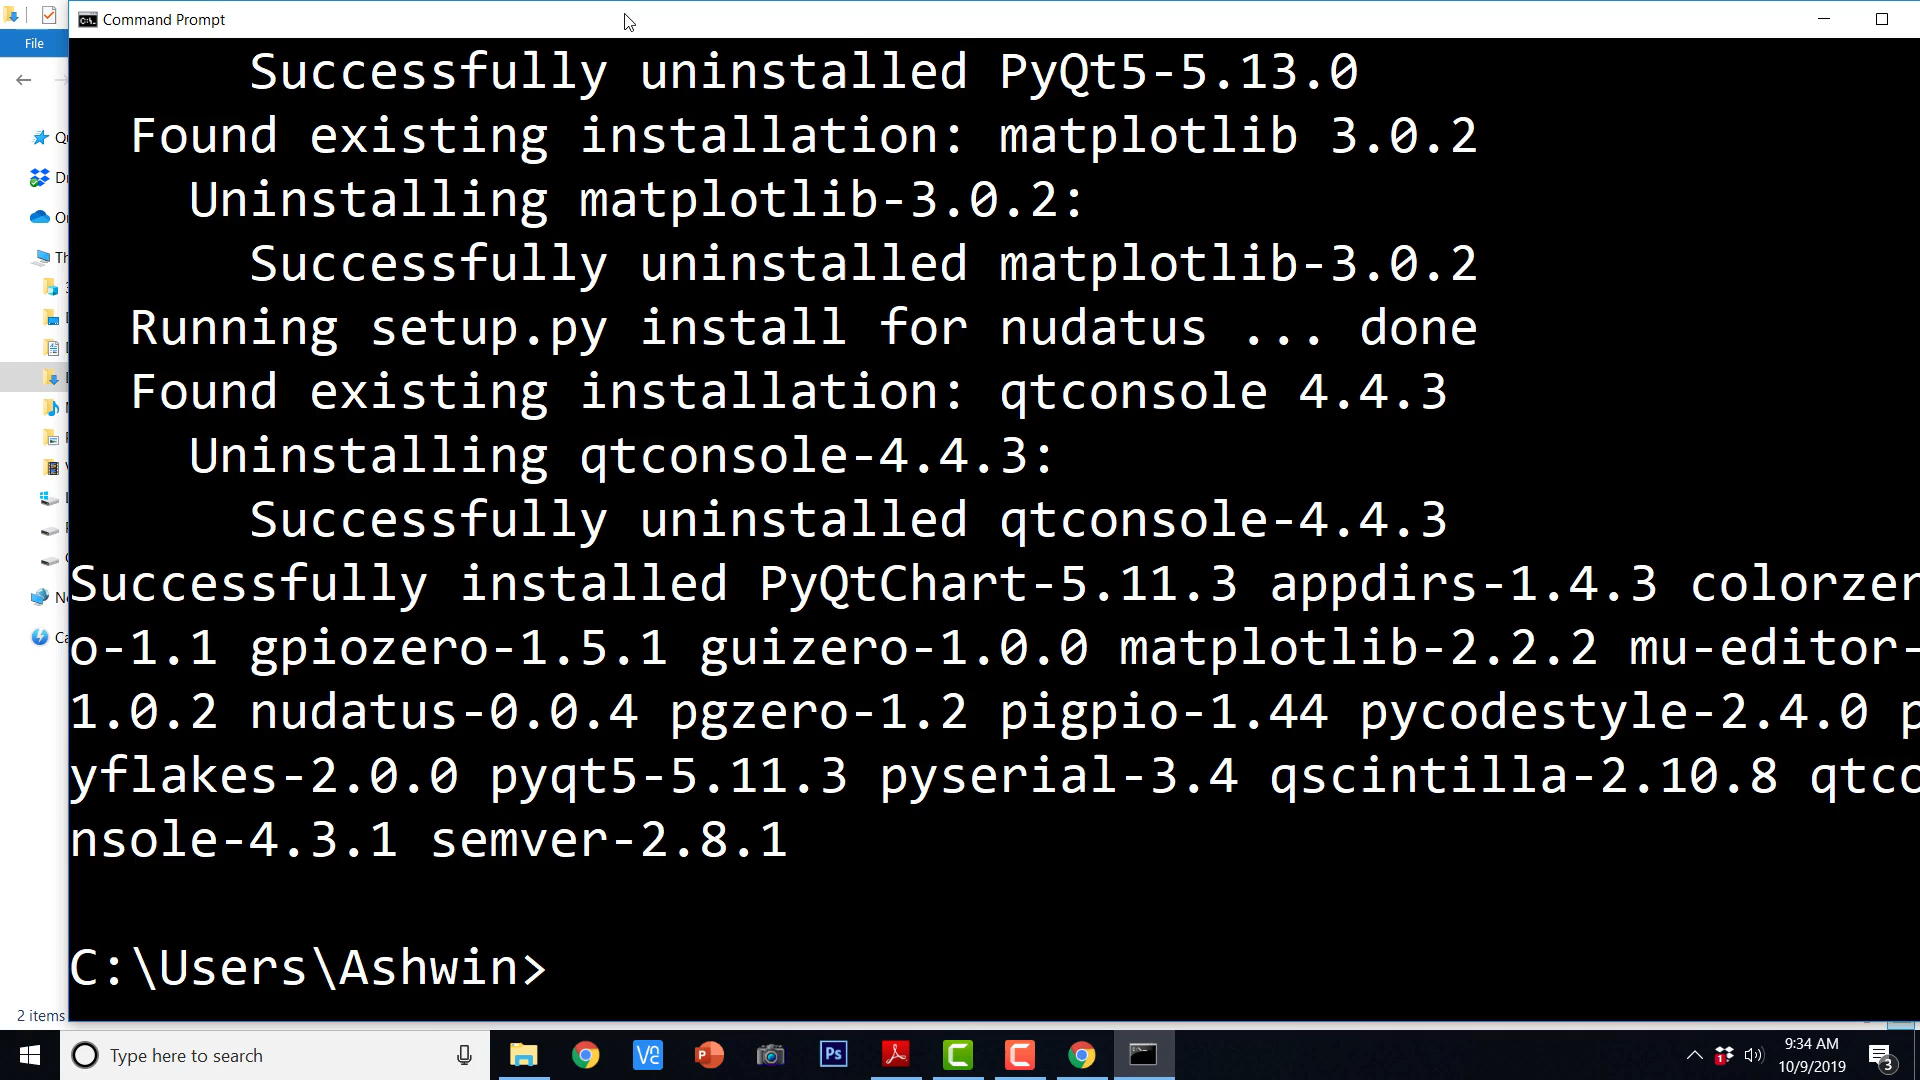 Command Prompt
File
Successfully uninstalled PyQt5-5.13.0
Found existing installation: matplotlib 3.0.2
Uninstalling matplotlib-3.0.2:
Successfully uninstalled matplotlib-3.0.2
Running setup.py install for nudatus ... done
Found existing installation: qtconsole 4.4.3
Uninstalling qtconsole-4.4.3:
Successfully uninstalled qtconsole-4.4.3
Successfully installed PyQtChart-5.11.3 appdirs-1.4.3 colorzer
o-1.1 gpiozero-1.5.1 guizero-1.0.0 matplotlib-2.2.2 mu-editor-
1.0.2 nudatus-0.0.4 pgzero-1.2 pigpio-1.44 pycodestyle-2.4.0 p
yflakes-2.0.0 pyqt5-5.11.3 pyserial-3.4 qscintilla-2.10.8 qtco
nsole-4.3.1 semver-2.8.1
C:\Users\Ashwin>
2 items
Type here to search
9:34 AM
10/9/2019
3